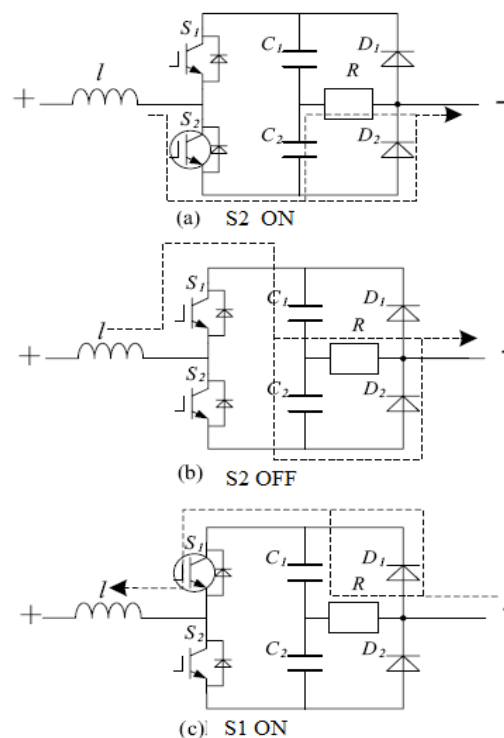 S1
C1
D1
l
R
+
-
S2
C2
D2
(a) S2 ON
S1
C1
D1
l
R
+
-
S2
C2
D2
(b) S2 OFF
S1
C1
D1
l
R
+
-
S2
C2
D2
(c) S1 ON